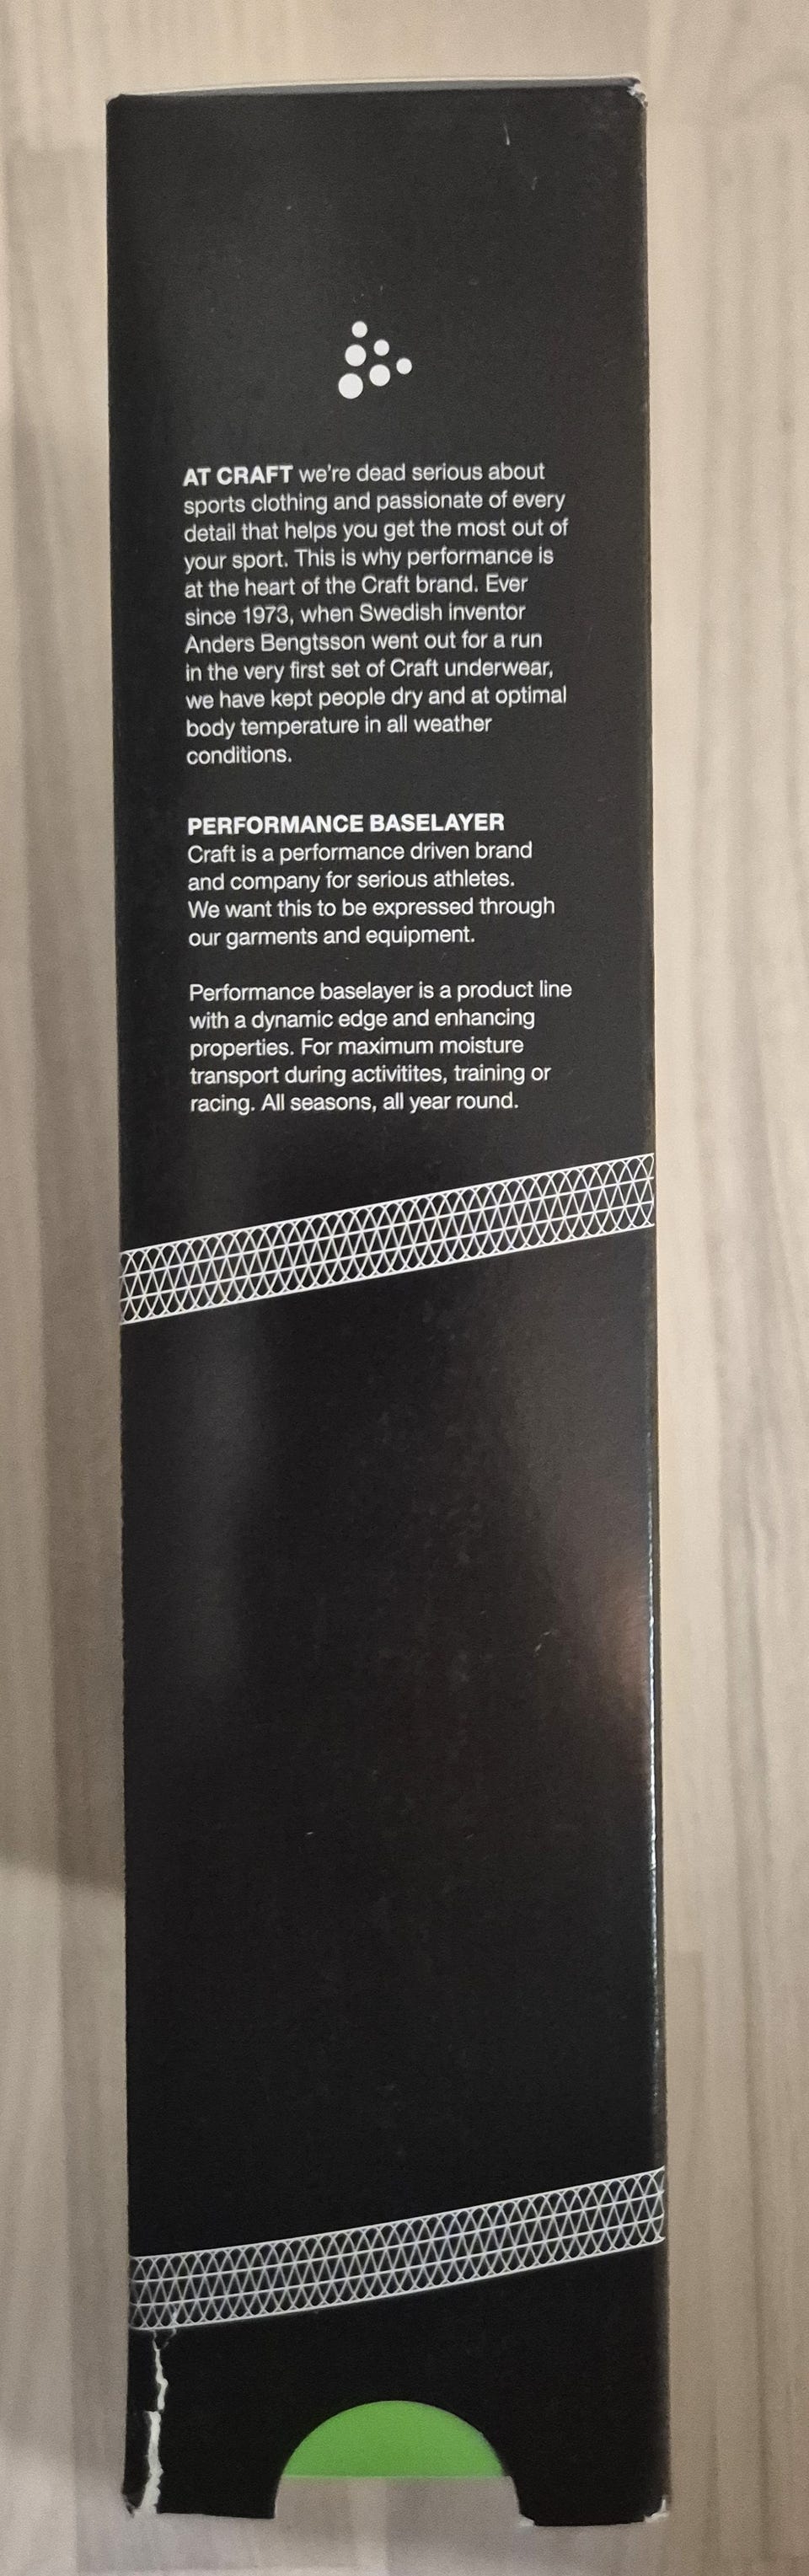 AT CRAFT we're dead serious about
sports clothing and passionate of every
detail that helps you get the most out of
your sport. This is why performance is
at the heart of the Craft brand. Ever
since 1973, when Swedish inventor
Anders Bengtsson went out for a run
in the very first set of Craft underwear,
we have kept people dry and at optimal
body temperature in all weather
conditions.
PERFORMANCE BASELAYER
Craft is a performance driven brand
and company for serious athletes.
We want this to be expressed through
our garments and equipment.
Performance baselayer is a product line
with a dynamic edge and enhancing
properties. For maximum moisture
transport during activitites, training or
racing. All seasons, all year round.